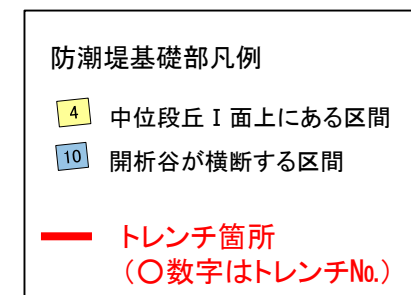 防潮堤基礎部凡例
4 中位段丘Ⅰ面上にある区間
10 開析谷が横断する区間
トレンチ箇所
（〇数字はトレンチ№）